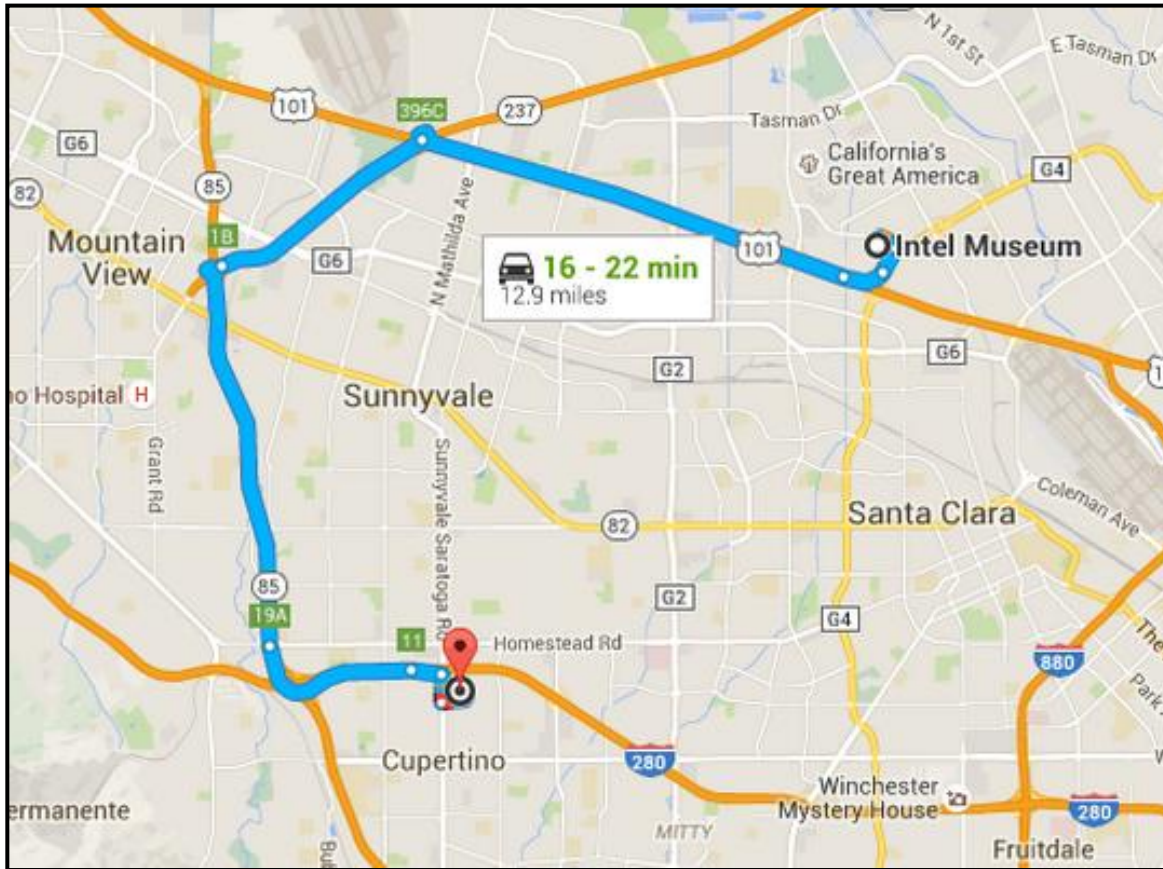 N 1st St
E Tasman Dr
101
396C
237
Tasman Dr
G6
California's
Great America
G4
82
85
N Mathilda Ave
Mountain
View
1B
G6
101
Intel Museum
16 - 22 min
12.9 miles
G6
G2
Hospital H
Sunnyvale
Grant Rd
Sunnyvale Saratoga Rd
82
Santa Clara
Coleman Ave
85
19A
G2
G4
11
Homestead Rd
880
The
Park
Cupertino
280
Winchester
Mystery House
280
ermanente
MITTY
Fruitdale